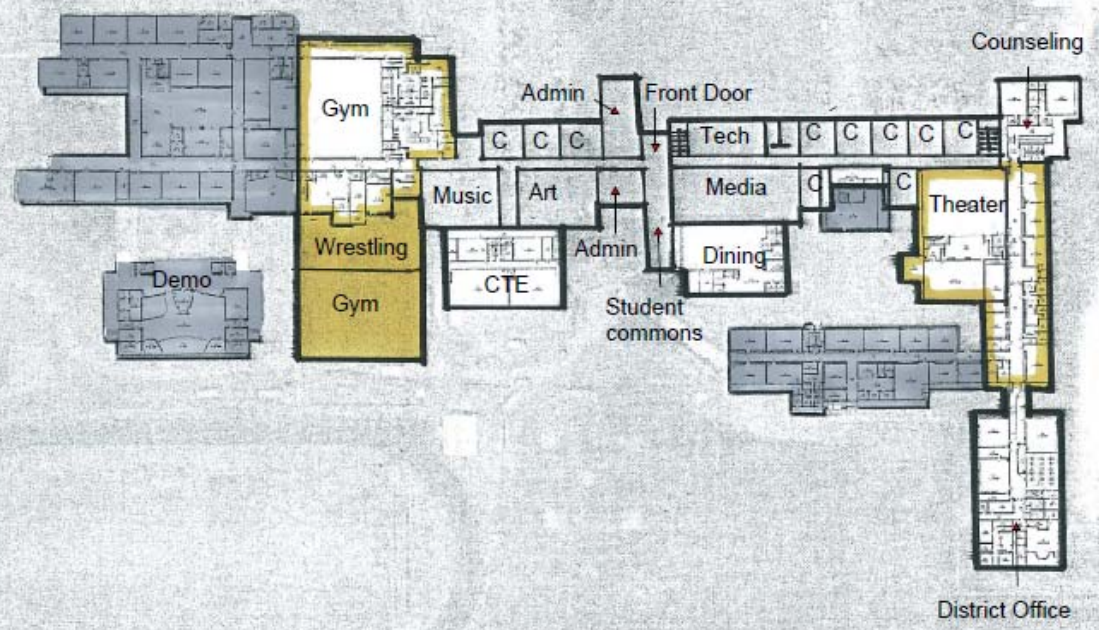 Counseling
Admin
Front Door
Gym
C C C
Tech
C C C C C
Music
Art
Media
C
C
Theater
Wrestling
Admin
Dining
Demo
CTE
Gym
Student
commons
District Office